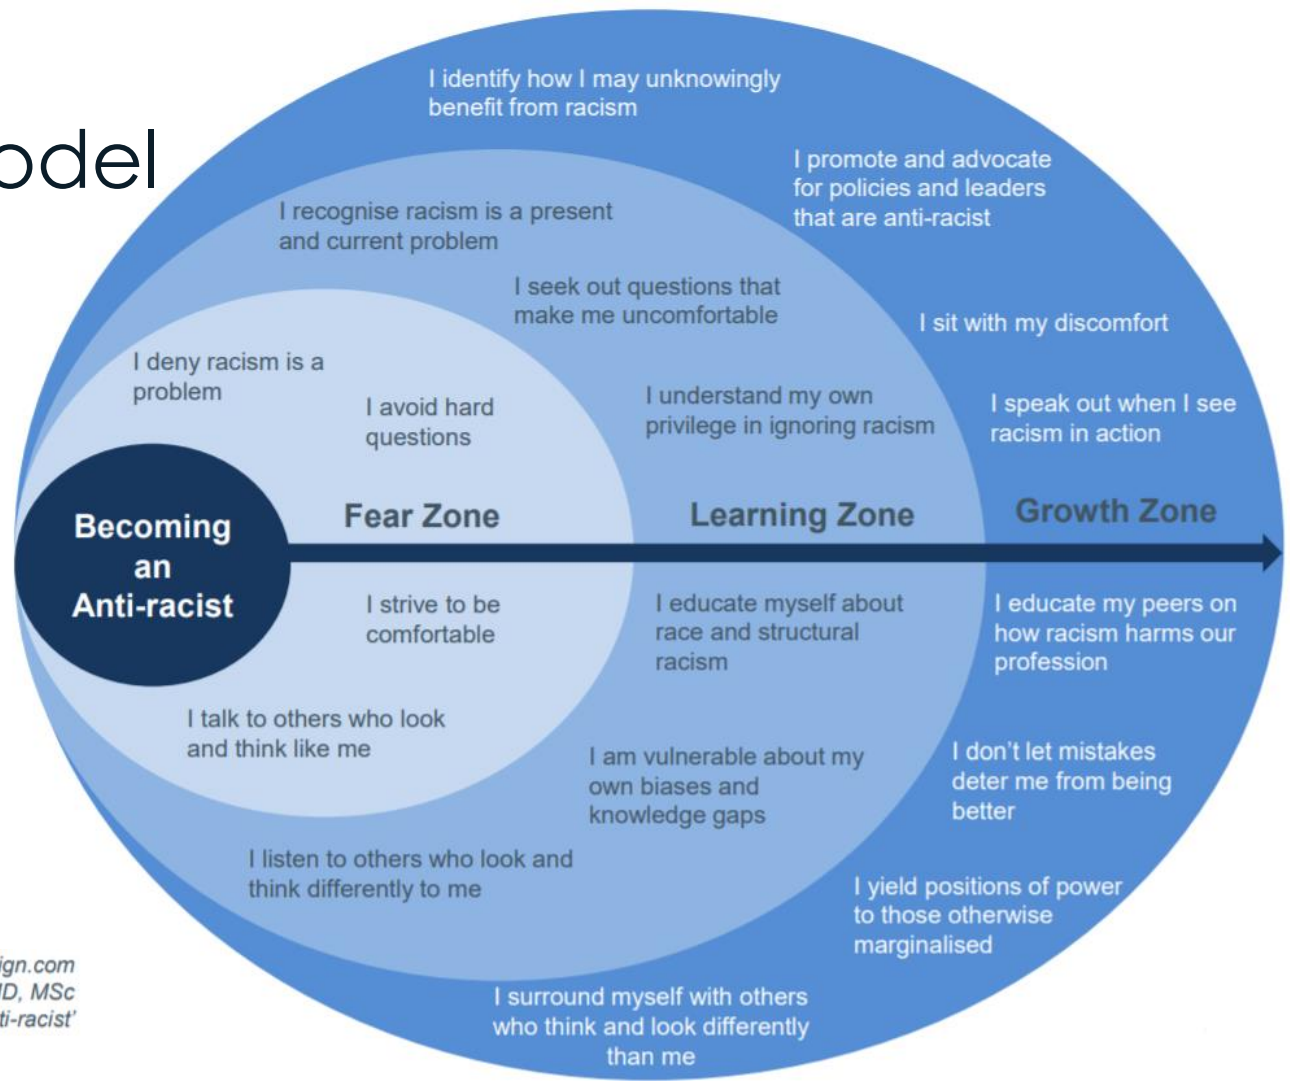 odel
I identify how I may unknowingly
benefit from racism
I promote and advocate
for policies and leaders
that are anti-racist
I recognise racism is a present
and current problem
I seek out questions that
make me uncomfortable
I sit with my discomfort
I deny racism is a
problem
I avoid hard
questions
I understand my own
privilege in ignoring racism
I speak out when I see
racism in action
Becoming
an
Anti-racist
Fear Zone
Learning Zone
Growth Zone
I strive to be
comfortable
I educate myself about
race and structural
racism
I educate my peers on
how racism harms our
profession
I talk to others who look
and think like me
I am vulnerable about my
own biases and
knowledge gaps
I don't let mistakes
deter me from being
better
I listen to others who look and
think differently to me
I yield positions of power
to those otherwise
marginalised
I surround myself with others
who think and look differently
than me
ign.com
D, MSc
ti-racist'